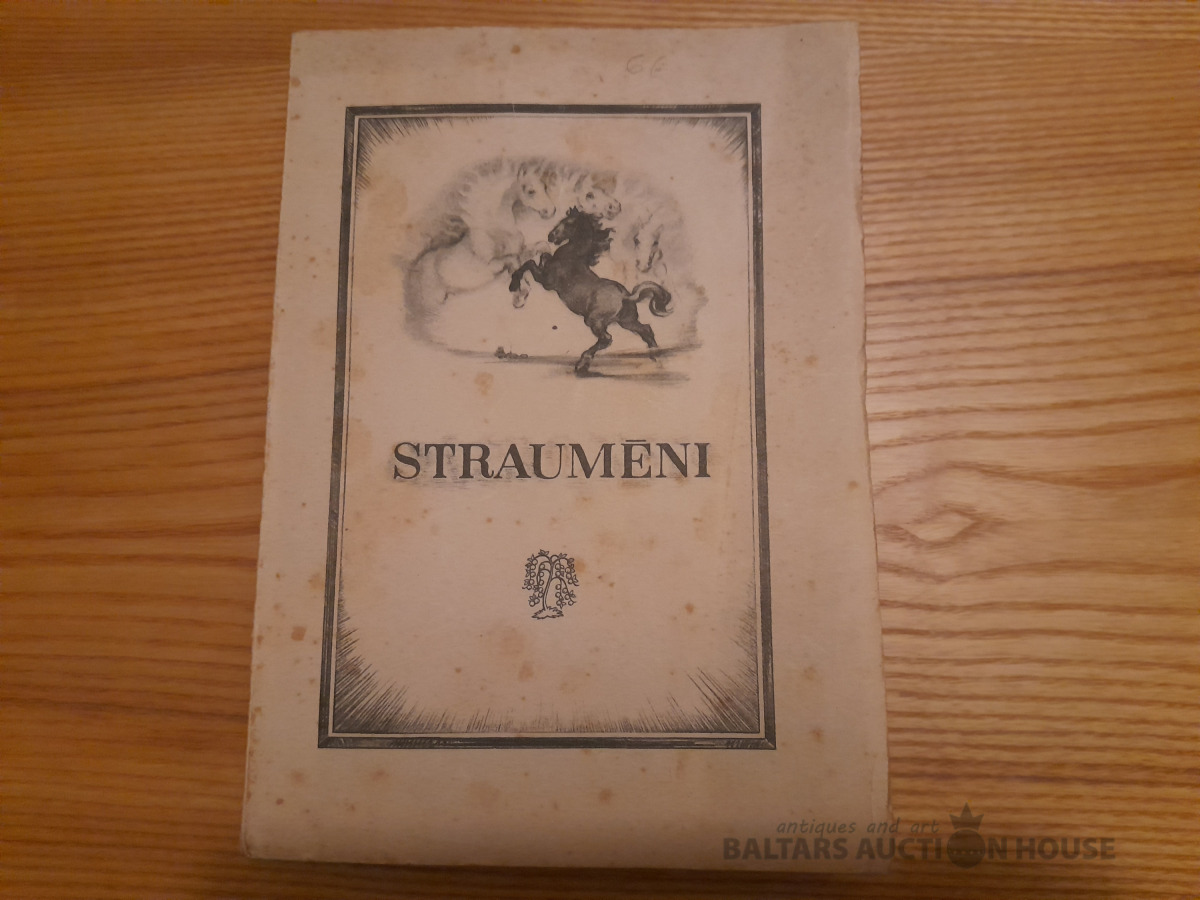 66
STRAUMĒNI
antiques and art
BALTARS AUCTION HOUSE